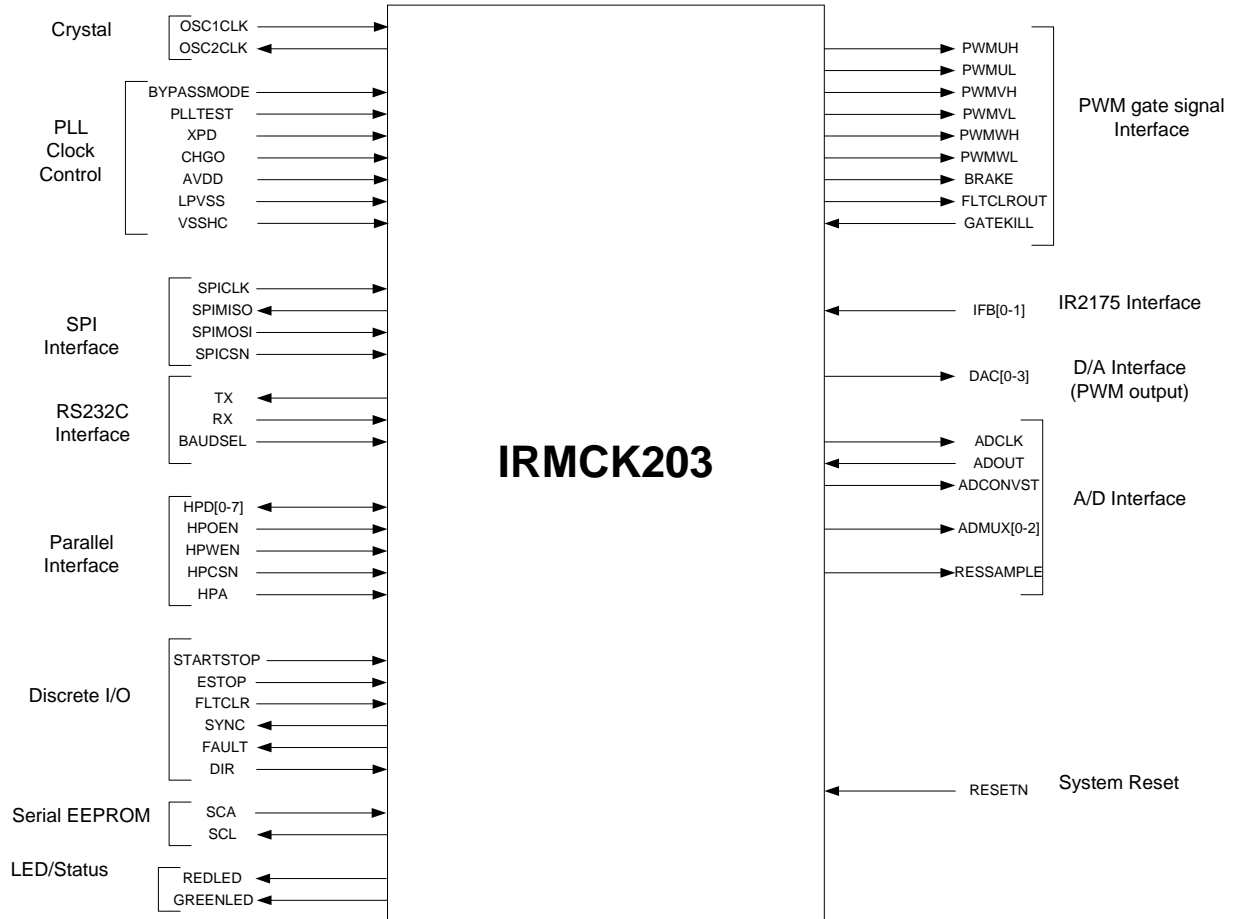 Crystal
OSC1CLK
OSC2CLK
PLL
Clock
Control
BYPASSMODE
PLLTEST
XPD
CHGO
AVDD
LPVSS
VSSHC
SPI
Interface
SPICLK
SPIMISO
SPIMOSI
SPICSN
RS232C
Interface
TX
RX
BAUDSEL
Parallel
Interface
HPD[0-7]
HPOEN
HPWEN
HPCSN
HPA
Discrete I/O
STARTSTOP
ESTOP
FLTCLR
SYNC
FAULT
DIR
Serial EEPROM
SCA
SCL
LED/Status
REDLED
GREENLED
IRMCK203
PWMUH
PWMUL
PWMVH
PWMVL
PWMWH
PWMWL
BRAKE
FLTCLROUT
GATEKILL
PWM gate signal
Interface
IFB[0-1]
IR2175 Interface
DAC[0-3]
D/A Interface
(PWM output)
ADCLK
ADOUT
ADCONVST
ADMUX[0-2]
RESSAMPLE
A/D Interface
RESETN
System Reset